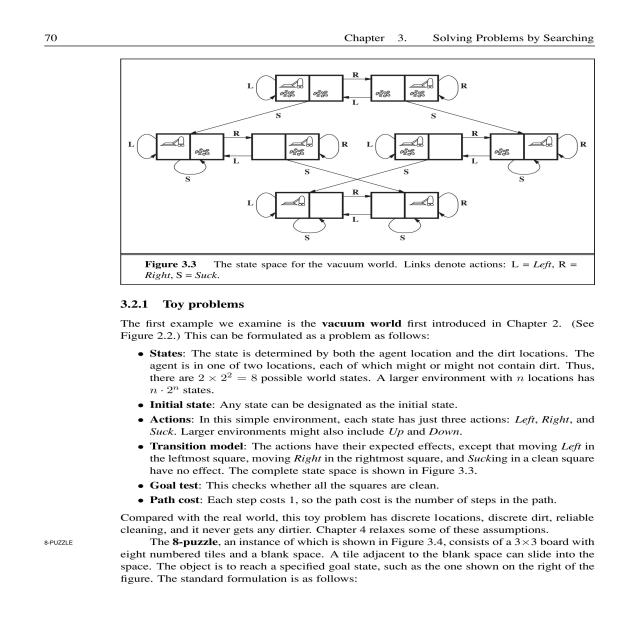 70 Chapter 3. Solving Problems by Searching
R
L R
L
S S
R R
L R L R
L L
S S S S
R
L R
L
S S
Figure 3.3 The state space for the vacuum world. Links denote actions: L = Left, R =
Right, S = Suck.
3.2.1 Toy problems
The first example we examine is the vacuum world first introduced in Chapter 2. (See
Figure 2.2.) This can be formulated as a problem as follows:
• States: The state is determined by both the agent location and the dirt locations. The
agent is in one of two locations, each of which might or might not contain dirt. Thus,
there are 2 × 2² = 8 possible world states. A larger environment with n locations has
n · 2ⁿ states.
• Initial state: Any state can be designated as the initial state.
• Actions: In this simple environment, each state has just three actions: Left, Right, and
Suck. Larger environments might also include Up and Down.
• Transition model: The actions have their expected effects, except that moving Left in
the leftmost square, moving Right in the rightmost square, and Sucking in a clean square
have no effect. The complete state space is shown in Figure 3.3.
• Goal test: This checks whether all the squares are clean.
• Path cost: Each step costs 1, so the path cost is the number of steps in the path.
Compared with the real world, this toy problem has discrete locations, discrete dirt, reliable
cleaning, and it never gets any dirtier. Chapter 4 relaxes some of these assumptions.
8-PUZZLE
The 8-puzzle, an instance of which is shown in Figure 3.4, consists of a 3×3 board with
eight numbered tiles and a blank space. A tile adjacent to the blank space can slide into the
space. The object is to reach a specified goal state, such as the one shown on the right of the
figure. The standard formulation is as follows: